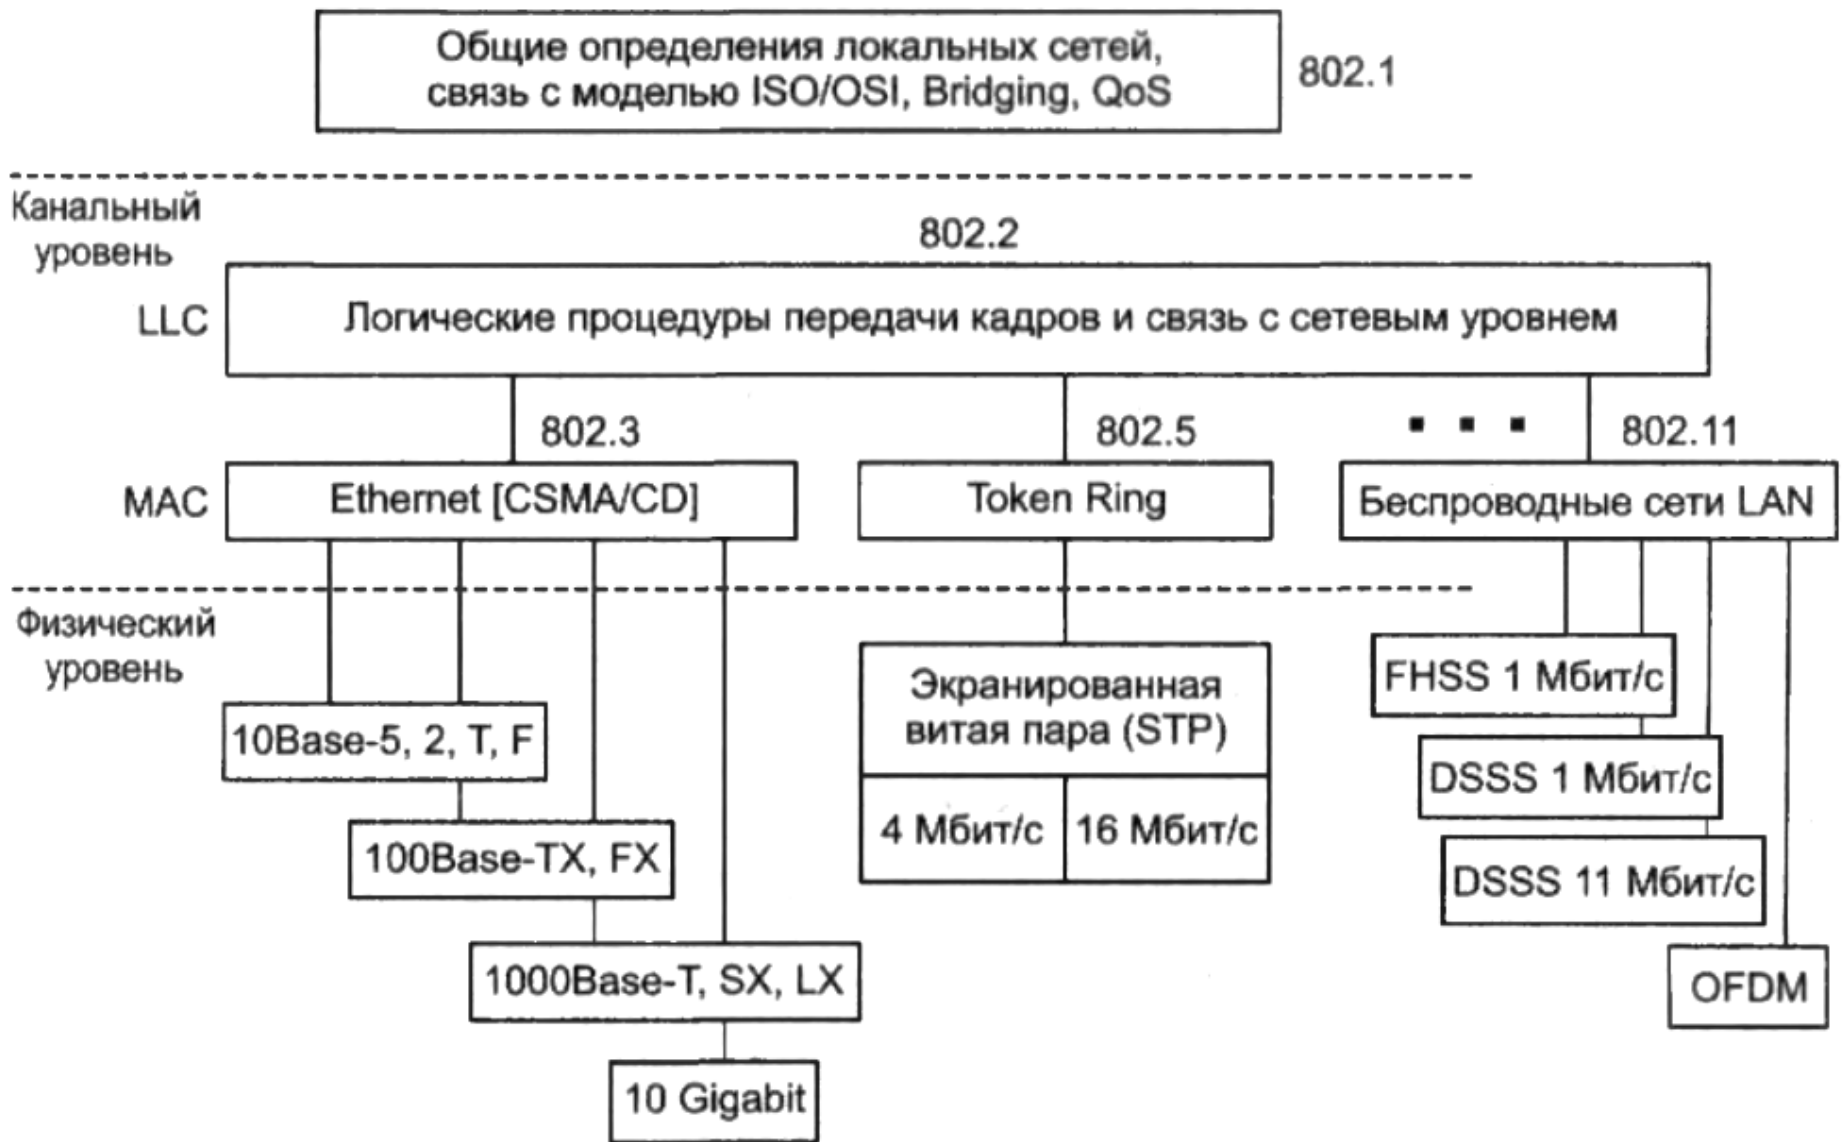 Общие определения локальных сетей,
связь с моделью ISO/OSI, Bridging, QoS
802.1
Канальный
уровень
802.2
LLC
Логические процедуры передачи кадров и связь с сетевым уровнем
802.3
802.5
802.11
MAC
Ethernet [CSMA/CD]
Token Ring
Беспроводные сети LAN
Физический
уровень
10Base-5, 2, T, F
100Base-TX, FX
1000Base-T, SX, LX
10 Gigabit
Экранированная
витая пара (STP)
4 Мбит/с
16 Мбит/с
FHSS 1 Мбит/с
DSSS 1 Мбит/с
DSSS 11 Мбит/с
OFDM